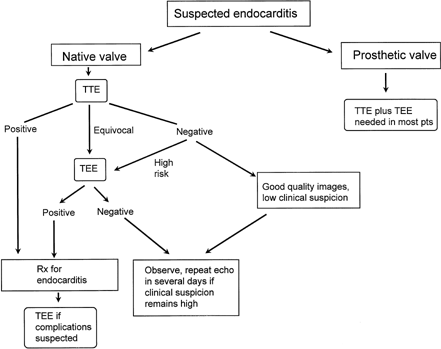 Suspected endocarditis
Native valve
Prosthetic valve
TTE
TTE plus TEE
needed in most pts
Positive
Equivocal
Negative
TEE
High
risk
Good quality images,
low clinical suspicion
Positive
Negative
Rx for
endocarditis
Observe, repeat echo
in several days if
clinical suspicion
remains high
TEE if
complications
suspected